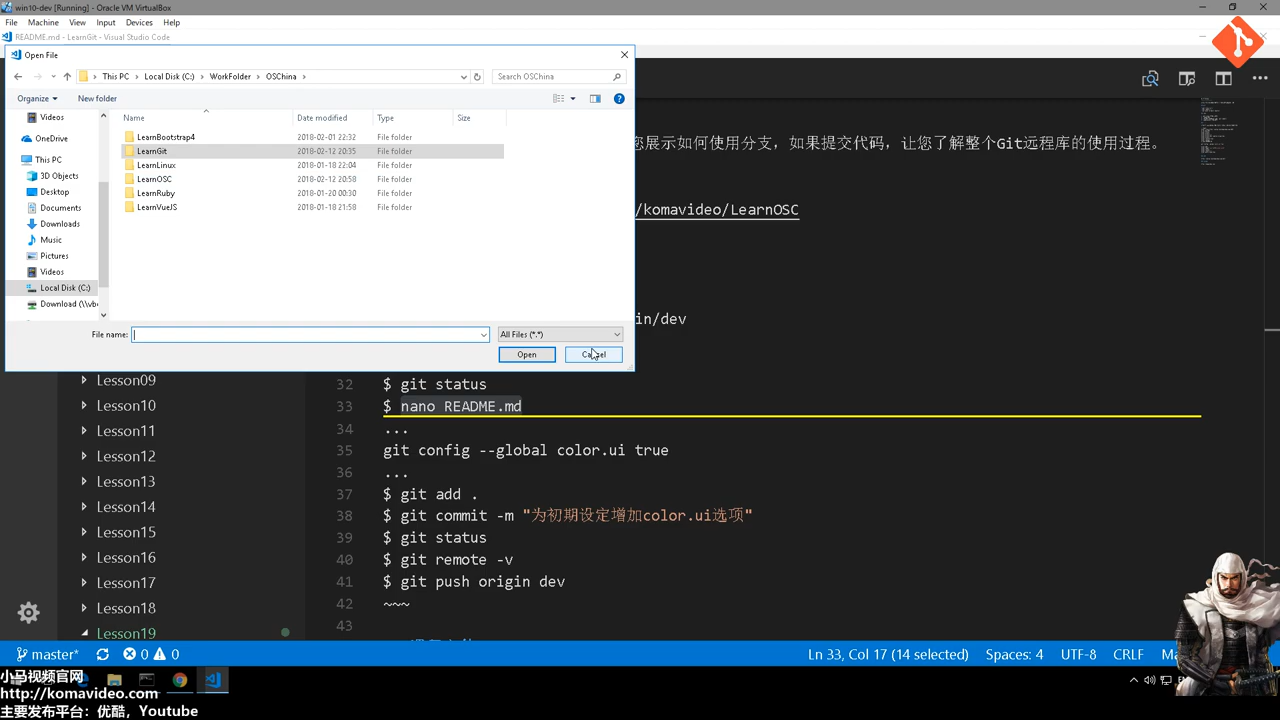 win10-dev [Running] - Oracle VM VirtualBox
File Machine View Input Devices Help
README.md - LearnGit - Visual Studio Code
Open File
This PC > Local Disk (C:) > WorkFolder > OSChina >
Search OSChina
Organize New folder
Name Date modified Type Size
Videos
OneDrive
This PC
3D Objects
Desktop
Documents
Downloads
Music
Pictures
Videos
Local Disk (C:)
Download (\\vb
LearnBootstrap4 2018-02-01 22:32 File folder
LearnGit 2018-02-12 20:35 File folder
LearnLinux 2018-01-18 22:04 File folder
LearnOSC 2018-02-12 20:58 File folder
LearnRuby 2018-01-20 00:30 File folder
LearnVueJS 2018-01-18 21:58 File folder
File name: All Files (*.*)
Open Cancel
您展示如何使用分支，如果提交代码，让您了解整个Git远程库的使用过程。
/komavideo/LearnOSC
in/dev
Lesson09
Lesson10
Lesson11
Lesson12
Lesson13
Lesson14
Lesson15
Lesson16
Lesson17
Lesson18
Lesson19
32 $ git status
33 $ nano README.md
34 ...
35 git config --global color.ui true
36 ...
37 $ git add .
38 $ git commit -m "为初期设定增加color.ui选项"
39 $ git status
40 $ git remote -v
41 $ git push origin dev
42 ~~~
43
master* 0 0 Ln 33, Col 17 (14 selected) Spaces: 4 UTF-8 CRLF
小马视频官网
http://komavideo.com
主要发布平台：优酷，Youtube